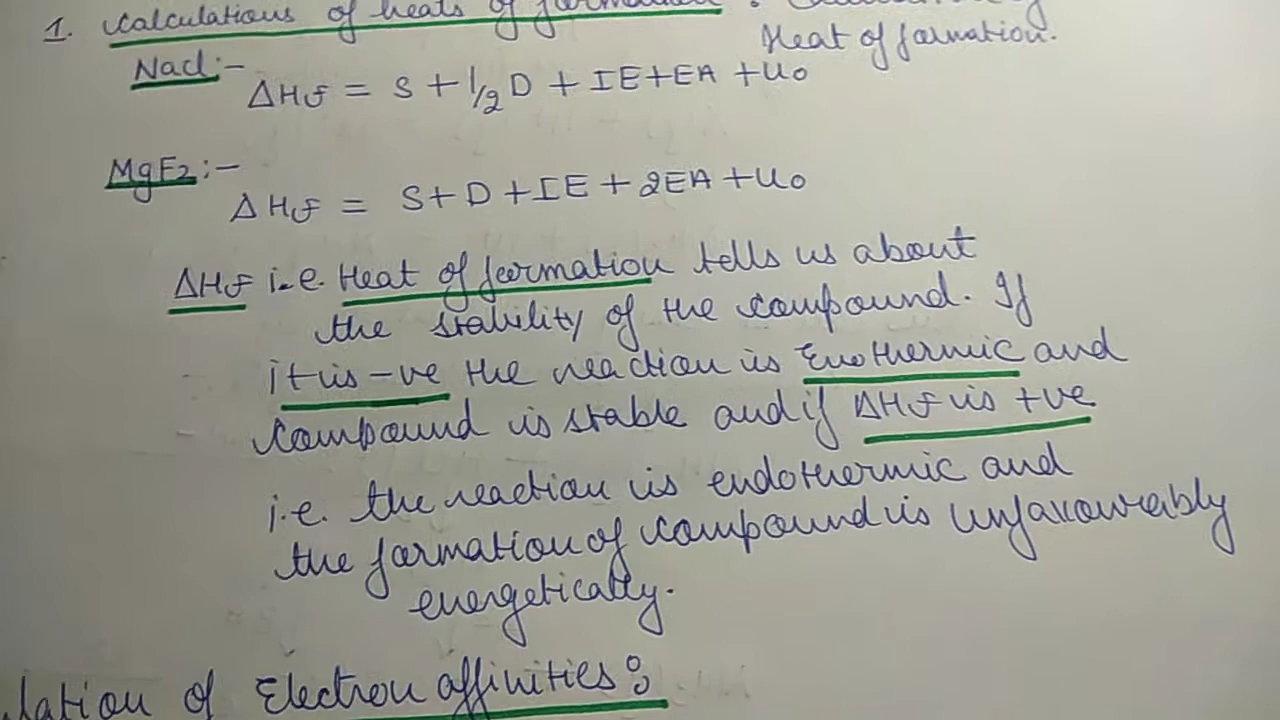 1. Calculations of heats of formation :
Heat of formation.
Nacl :-
ΔHf = S + 1/2 D + IE + EA + U₀
MgF₂ :-
ΔHf = S + D + IE + 2EA + U₀
ΔHf i.e. Heat of formation tells us about
the stability of the compound. If
it is -ve the reaction is Exothermic and
compound is stable and if ΔHf is +ve
i.e. the reaction is endothermic and
the formation of compound is unfavourably
energetically.
lation of Electron affinities :